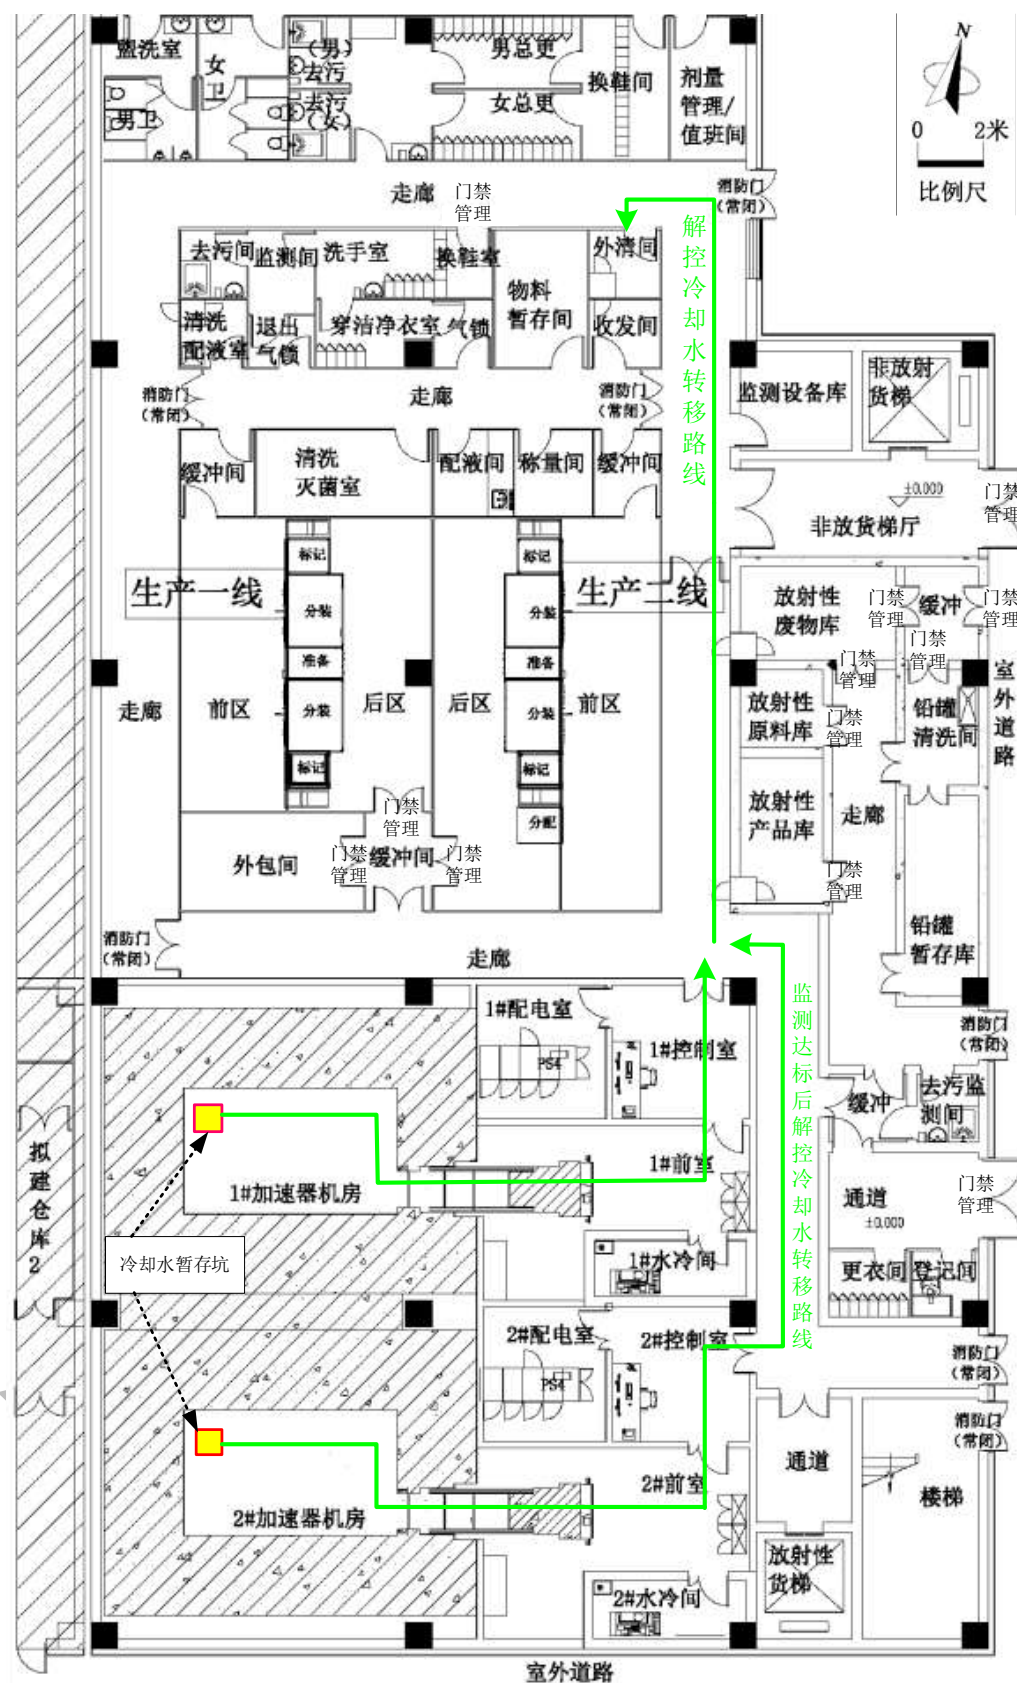 盥洗室
女
卫
男卫
（男）
去污
去污
（女）
男总更
女总更
换鞋间
剂量
管理/
值班间
N
0 2米
比例尺
走廊
门禁
管理
消防门
（常闭）
去污间
监测间
洗手室
换鞋室
外清间
物料
暂存间
清洗
配液室
退出
气锁
穿洁净衣室
气锁
收发间
解控冷却水转移路线
消防门
（常闭）
走廊
消防门
（常闭）
监测设备库
非放射
货梯
缓冲间
清洗
灭菌室
配液间
称量间
缓冲间
±0.000
非放货梯厅
门禁
管理
标记
标记
生产一线
生产二线
分装
分装
准备
准备
分装
分装
标记
标记
分配
走廊
前区
后区
后区
前区
放射性
废物库
门禁
管理
缓冲
门禁
管理
门禁
管理
门禁
管理
放射性
原料库
门禁
管理
铅罐
清洗间
室外道路
放射性
产品库
走廊
门禁
管理
外包间
门禁
管理
门禁
管理
缓冲间
门禁
管理
铅罐
暂存库
消防门
（常闭）
走廊
1#配电室
PS4
1#控制室
监测达标后解控冷却水转移路线
消防门
（常闭）
缓冲
去污监
测间
1#前室
1#加速器机房
通道
±0.000
门禁
管理
拟建仓库2
冷却水暂存坑
1#水冷间
更衣间
登记间
2#配电室
PS4
2#控制室
消防门
（常闭）
消防门
（常闭）
通道
楼梯
2#前室
2#加速器机房
放射性
货梯
2#水冷间
室外道路